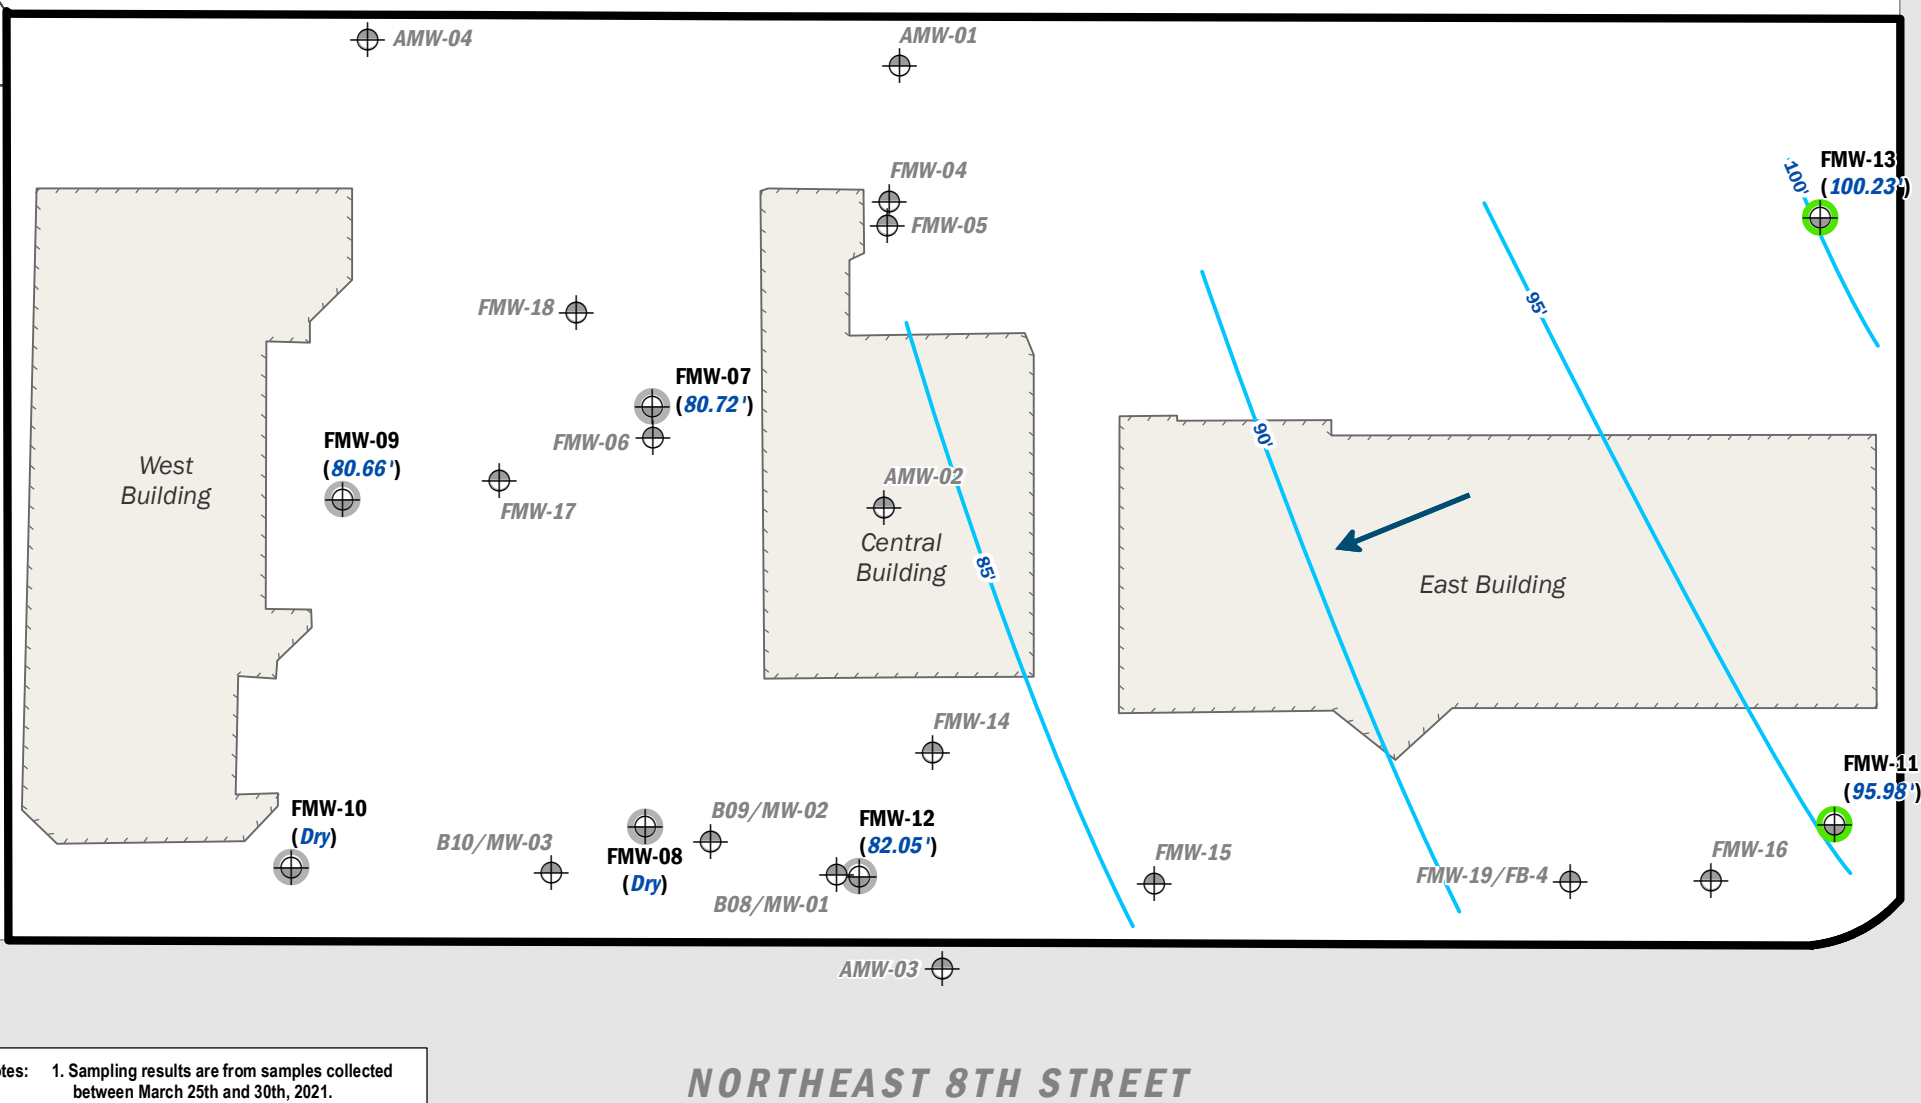 AMW-04
AMW-01
FMW-04
FMW-05
FMW-13
(100.23')
100'
95'
FMW-18
FMW-07
(80.72')
FMW-06
FMW-09
(80.66')
90'
West
Building
FMW-17
AMW-02
Central
Building
85'
East Building
FMW-14
FMW-11
(95.98')
FMW-10
(Dry)
B10/MW-03
B09/MW-02
FMW-12
(82.05')
FMW-08
(Dry)
B08/MW-01
FMW-15
FMW-19/FB-4
FMW-16
AMW-03
NORTHEAST 8TH STREET
1. Sampling results are from samples collected
between March 25th and 30th, 2021.